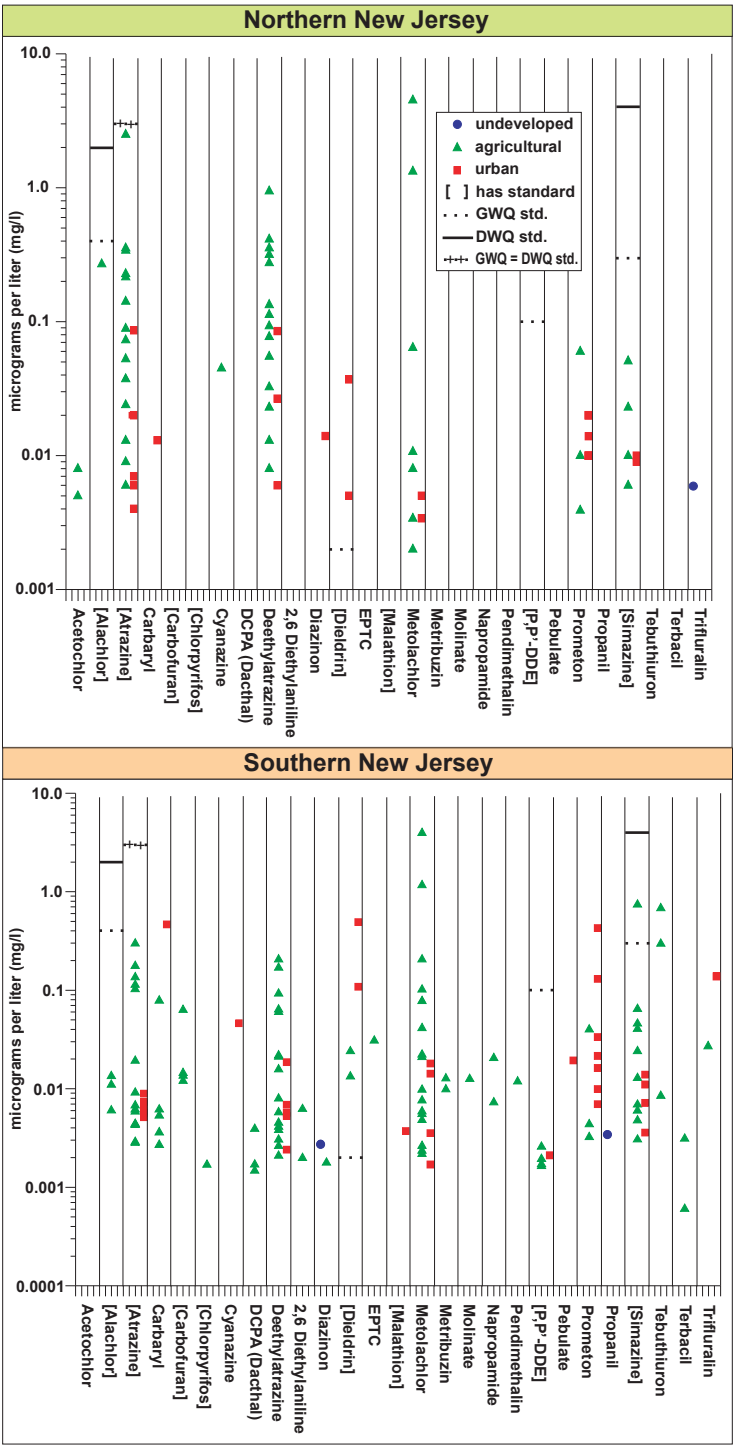 Northern New Jersey
10.0
1.0
0.1
0.01
0.001
micrograms per liter (mg/l)
undeveloped
agricultural
urban
[ ] has standard
GWQ std.
DWQ std.
GWQ = DWQ std.
Acetochlor
[Alachlor]
[Atrazine]
Carbaryl
[Carbofuran]
[Chlorpyrifos]
Cyanazine
DCPA (Dacthal)
Deethylatrazine
2,6 Diethylaniline
Diazinon
[Dieldrin]
EPTC
[Malathion]
Metolachlor
Metribuzin
Molinate
Napropamide
Pendimethalin
[P,P'-DDE]
Pebulate
Prometon
Propanil
[Simazine]
Tebuthiuron
Terbacil
Trifluralin
Southern New Jersey
10.0
1.0
0.1
0.01
0.001
0.0001
micrograms per liter (mg/l)
Acetochlor
[Alachlor]
[Atrazine]
Carbaryl
[Carbofuran]
[Chlorpyrifos]
Cyanazine
DCPA (Dacthal)
Deethylatrazine
2,6 Diethylaniline
Diazinon
[Dieldrin]
EPTC
[Malathion]
Metolachlor
Metribuzin
Molinate
Napropamide
Pendimethalin
[P,P'-DDE]
Pebulate
Prometon
Propanil
[Simazine]
Tebuthiuron
Terbacil
Trifluralin